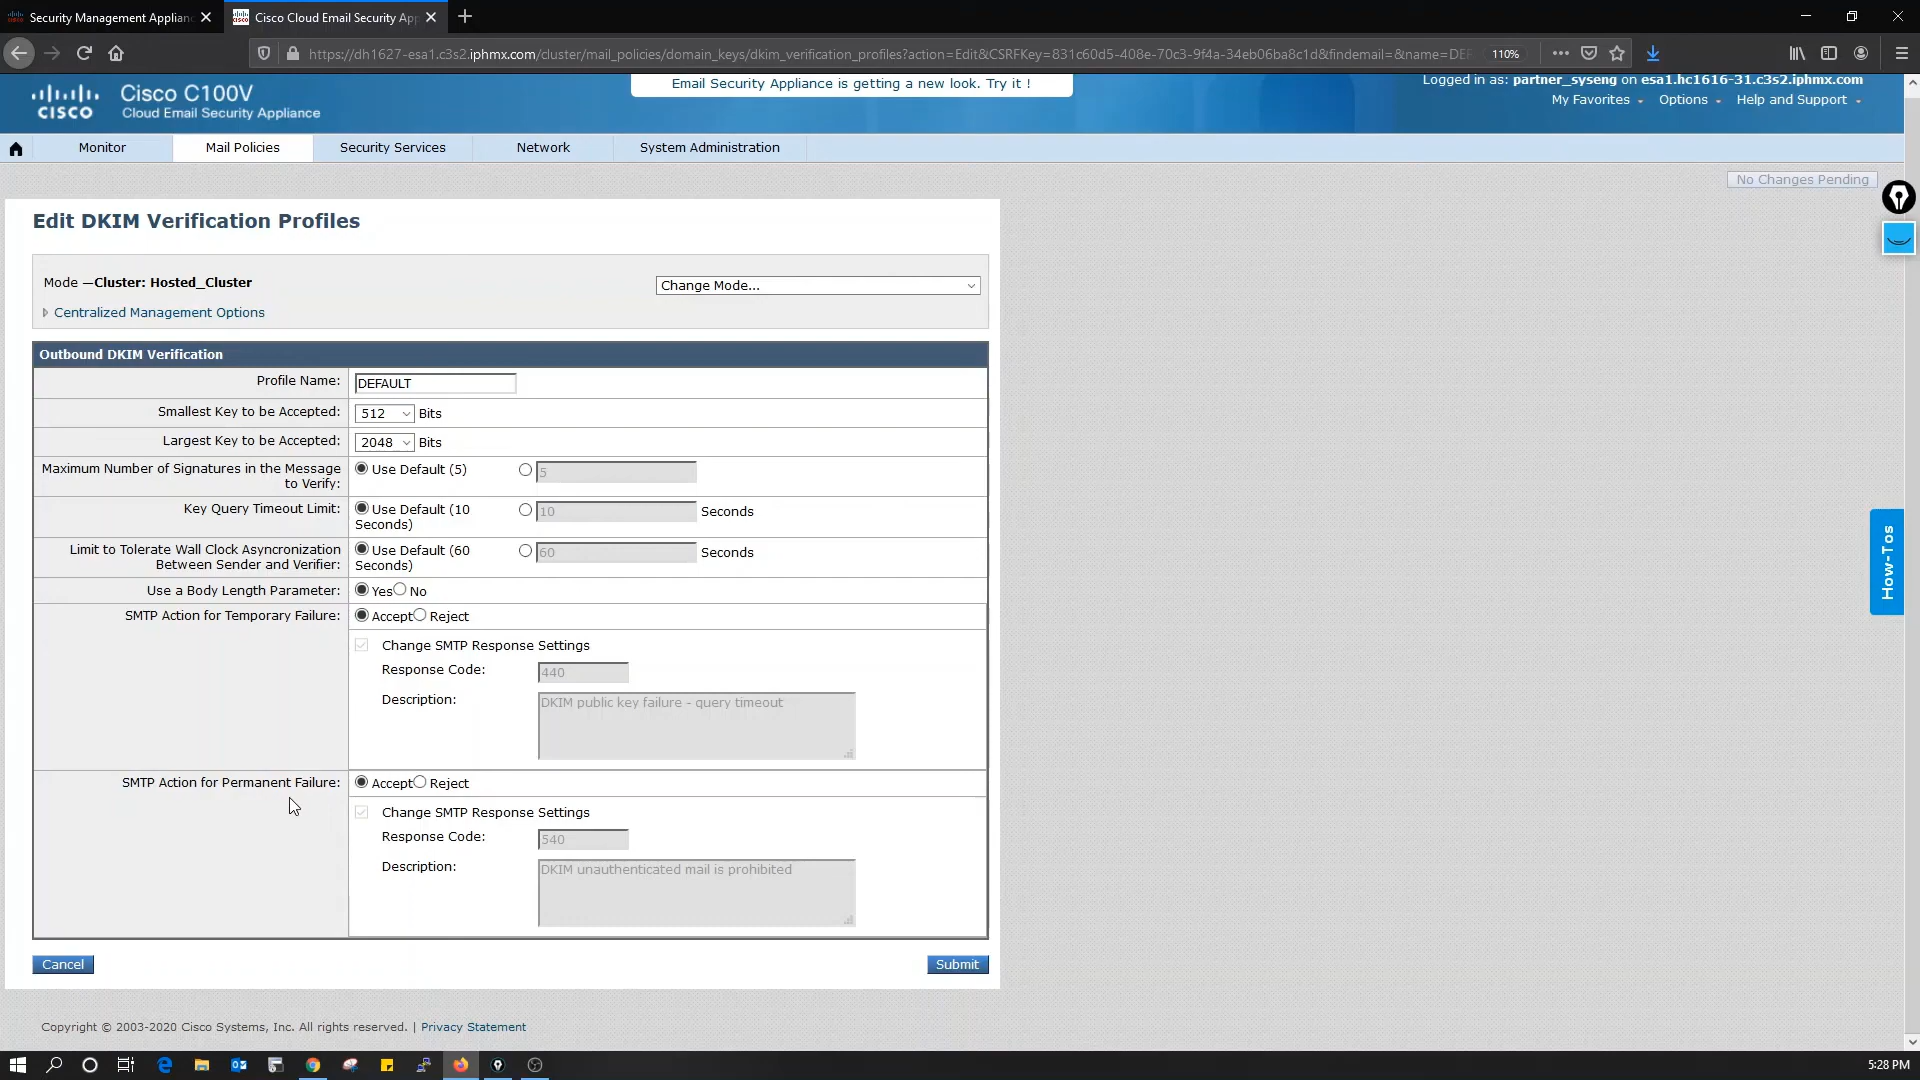 Security Management Applianc
Cisco Cloud Email Security App
https://dh1627-esa1.c3s2.iphmx.com/cluster/mail_policies/domain_keys/dkim_verification_profiles?action=Edit&CSRFKey=831c60d5-408e-70c3-9f4a-34eb06ba8c1d&findemail=&name=DEF
110%
Email Security Appliance is getting a new look. Try it !
Logged in as: partner_syseng on esa1.hc1616-31.c3s2.iphmx.com
CISCO
Cisco C100V
Cloud Email Security Appliance
My Favorites
Options
Help and Support
Monitor
Mail Policies
Security Services
Network
System Administration
No Changes Pending
Edit DKIM Verification Profiles
Mode —Cluster: Hosted_Cluster
Change Mode...
Centralized Management Options
Outbound DKIM Verification
Profile Name: DEFAULT
Smallest Key to be Accepted: 512 Bits
Largest Key to be Accepted: 2048 Bits
Maximum Number of Signatures in the Message
to Verify:
Use Default (5)
5
Key Query Timeout Limit:
Use Default (10
Seconds)
10 Seconds
Limit to Tolerate Wall Clock Asyncronization
Between Sender and Verifier:
Use Default (60
Seconds)
60 Seconds
Use a Body Length Parameter: Yes No
SMTP Action for Temporary Failure: Accept Reject
Change SMTP Response Settings
Response Code: 440
Description: DKIM public key failure - query timeout
SMTP Action for Permanent Failure: Accept Reject
Change SMTP Response Settings
Response Code: 540
Description: DKIM unauthenticated mail is prohibited
Cancel
Submit
How-Tos
Copyright © 2003-2020 Cisco Systems, Inc. All rights reserved. | Privacy Statement
5:28 PM